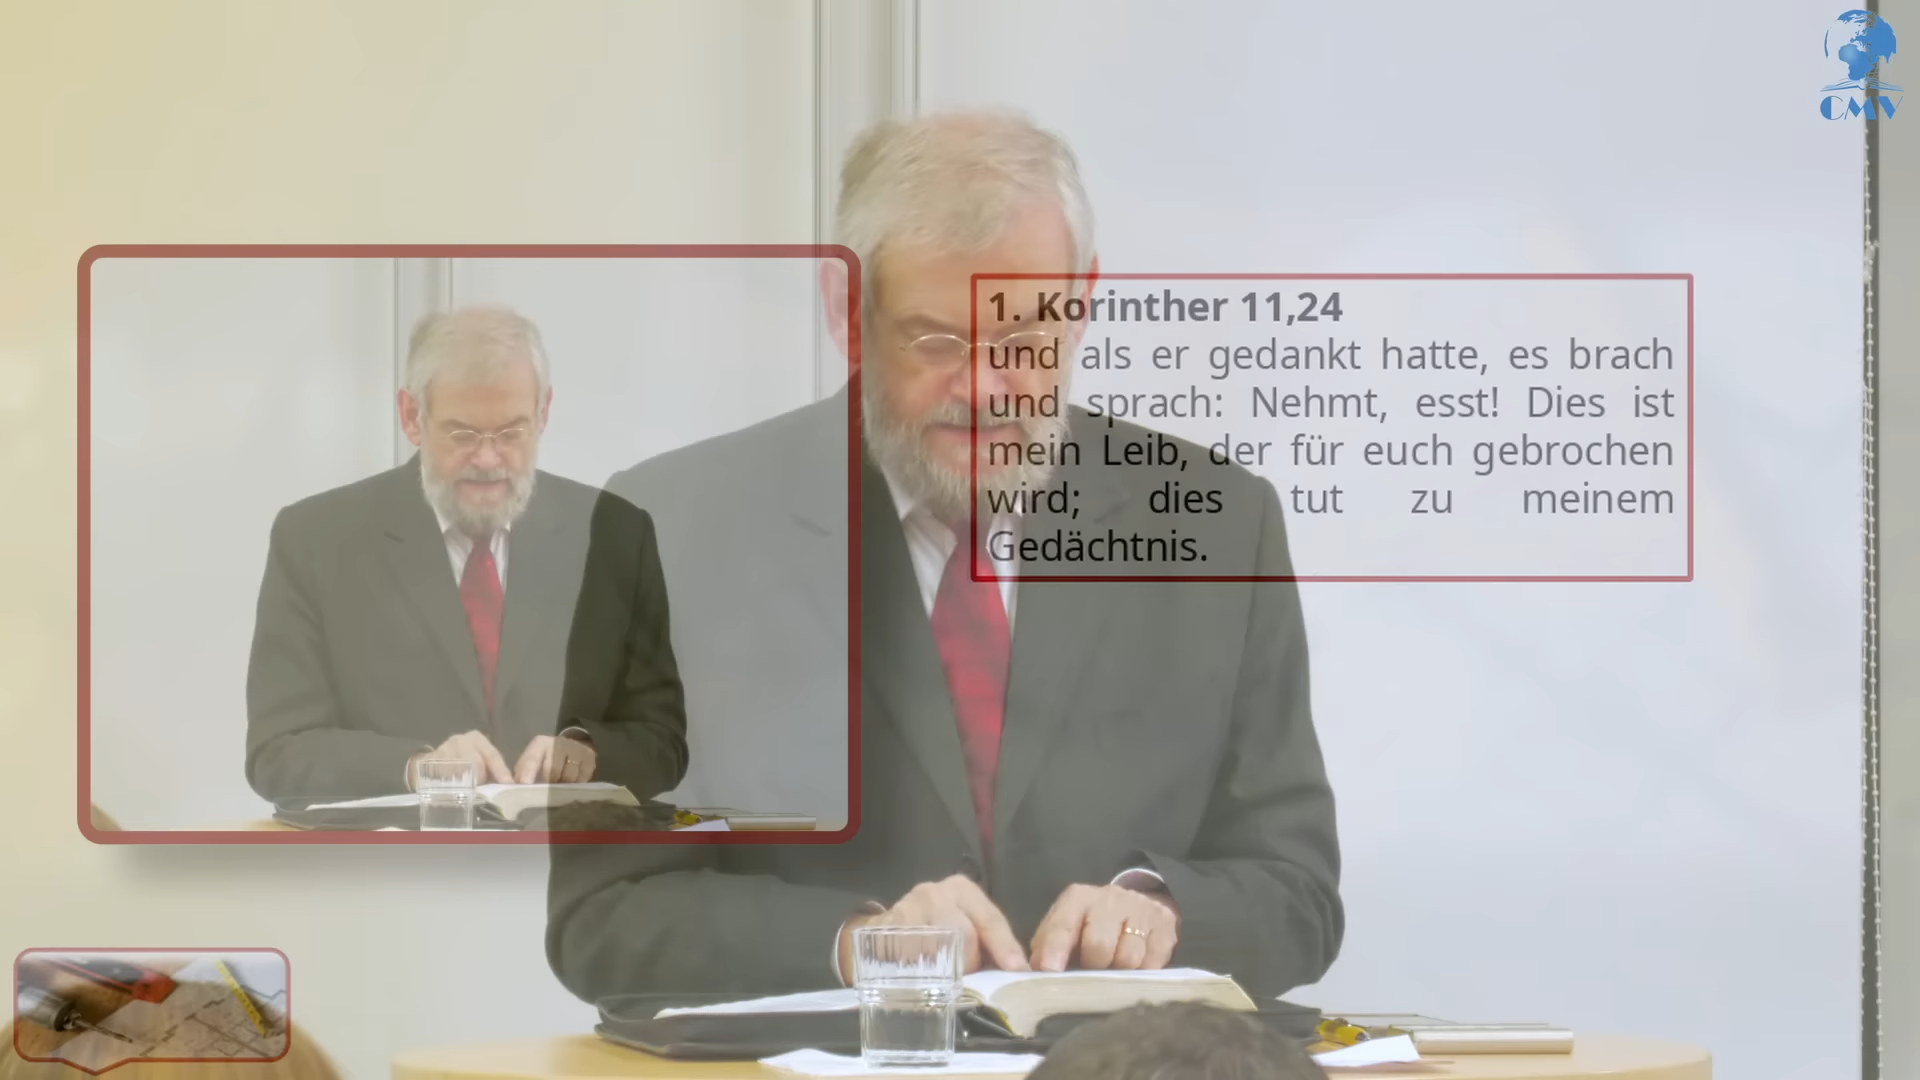 CMV
1. Korinther 11,24
und als er gedankt hatte, es brach
und sprach: Nehmt, esst! Dies ist
mein Leib, der für euch gebrochen
wird; dies tut zu meinem
Gedächtnis.